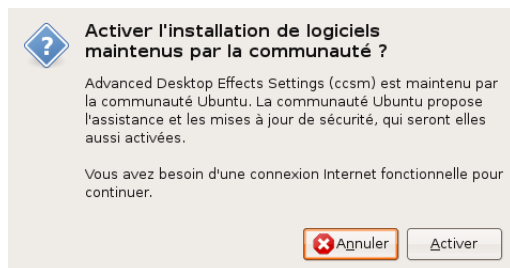 Activer l'installation de logiciels
maintenus par la communauté ?
Advanced Desktop Effects Settings (ccsm) est maintenu par
la communauté Ubuntu. La communauté Ubuntu propose
l'assistance et les mises à jour de sécurité, qui seront elles
aussi activées.
Vous avez besoin d'une connexion Internet fonctionnelle pour
continuer.
Annuler
Activer